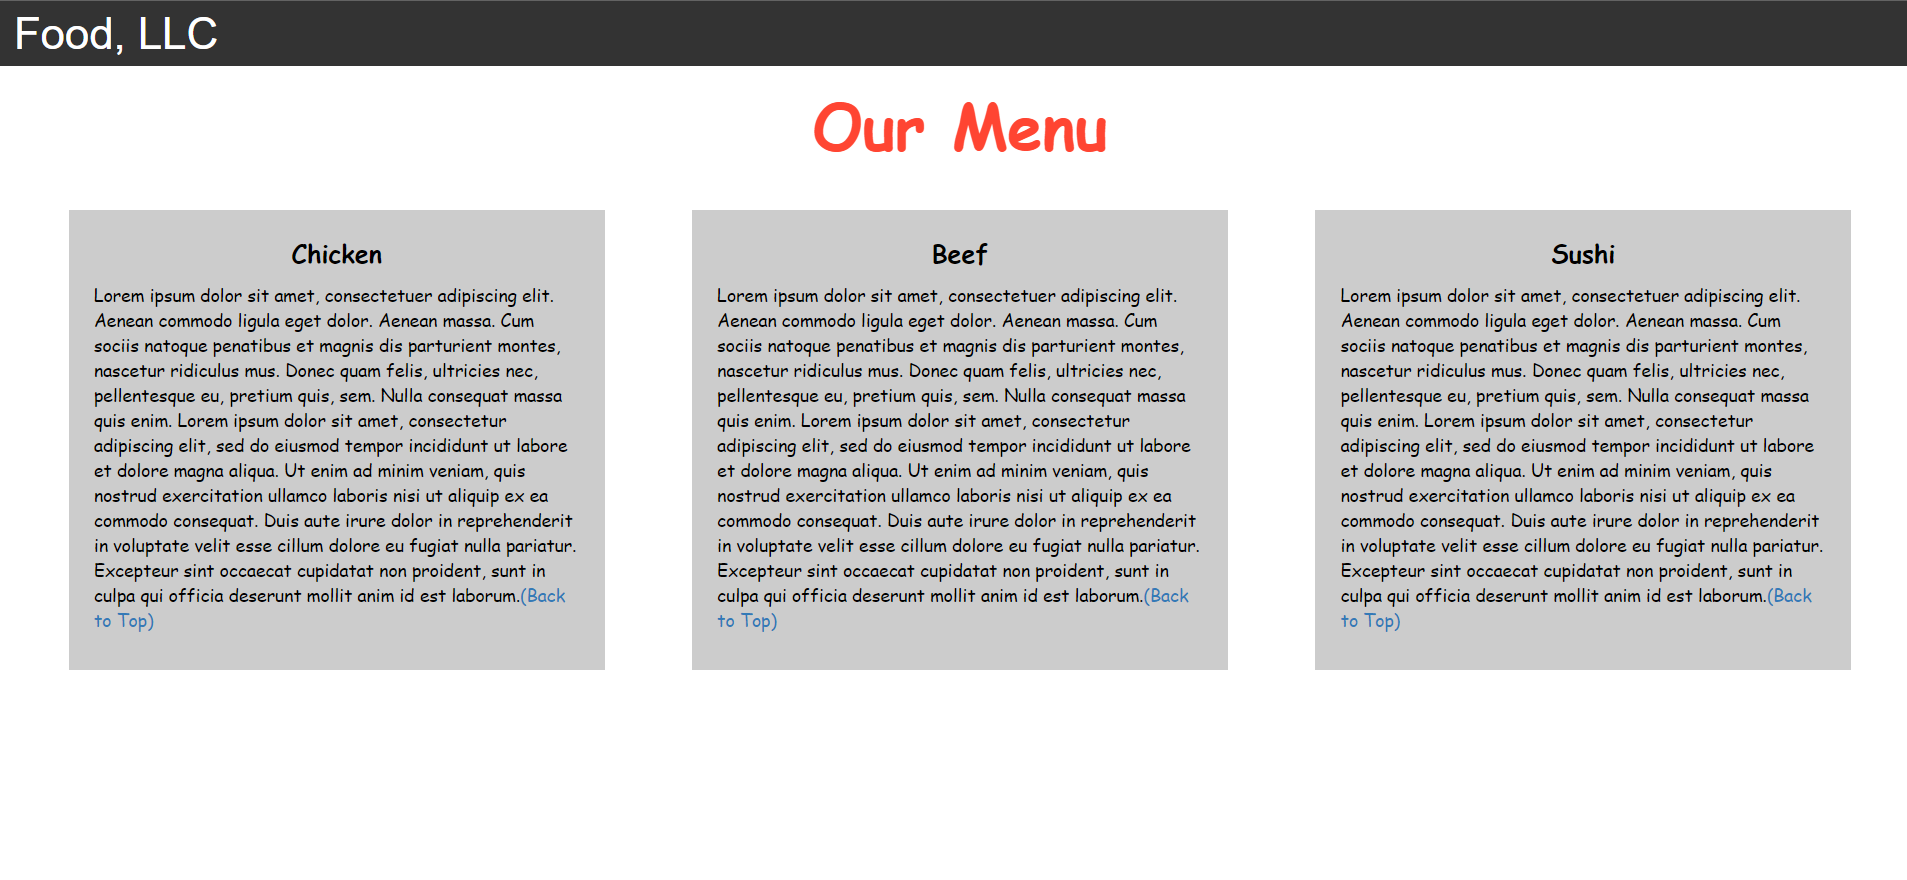 Food, LLC
Our Menu
Chicken
Lorem ipsum dolor sit amet, consectetuer adipiscing elit.
Aenean commodo ligula eget dolor. Aenean massa. Cum
sociis natoque penatibus et magnis dis parturient montes,
nascetur ridiculus mus. Donec quam felis, ultricies nec,
pellentesque eu, pretium quis, sem. Nulla consequat massa
quis enim. Lorem ipsum dolor sit amet, consectetur
adipiscing elit, sed do eiusmod tempor incididunt ut labore
et dolore magna aliqua. Ut enim ad minim veniam, quis
nostrud exercitation ullamco laboris nisi ut aliquip ex ea
commodo consequat. Duis aute irure dolor in reprehenderit
in voluptate velit esse cillum dolore eu fugiat nulla pariatur.
Excepteur sint occaecat cupidatat non proident, sunt in
culpa qui officia deserunt mollit anim id est laborum.(Back
to Top)
Beef
Lorem ipsum dolor sit amet, consectetuer adipiscing elit.
Aenean commodo ligula eget dolor. Aenean massa. Cum
sociis natoque penatibus et magnis dis parturient montes,
nascetur ridiculus mus. Donec quam felis, ultricies nec,
pellentesque eu, pretium quis, sem. Nulla consequat massa
quis enim. Lorem ipsum dolor sit amet, consectetur
adipiscing elit, sed do eiusmod tempor incididunt ut labore
et dolore magna aliqua. Ut enim ad minim veniam, quis
nostrud exercitation ullamco laboris nisi ut aliquip ex ea
commodo consequat. Duis aute irure dolor in reprehenderit
in voluptate velit esse cillum dolore eu fugiat nulla pariatur.
Excepteur sint occaecat cupidatat non proident, sunt in
culpa qui officia deserunt mollit anim id est laborum.(Back
to Top)
Sushi
Lorem ipsum dolor sit amet, consectetuer adipiscing elit.
Aenean commodo ligula eget dolor. Aenean massa. Cum
sociis natoque penatibus et magnis dis parturient montes,
nascetur ridiculus mus. Donec quam felis, ultricies nec,
pellentesque eu, pretium quis, sem. Nulla consequat massa
quis enim. Lorem ipsum dolor sit amet, consectetur
adipiscing elit, sed do eiusmod tempor incididunt ut labore
et dolore magna aliqua. Ut enim ad minim veniam, quis
nostrud exercitation ullamco laboris nisi ut aliquip ex ea
commodo consequat. Duis aute irure dolor in reprehenderit
in voluptate velit esse cillum dolore eu fugiat nulla pariatur.
Excepteur sint occaecat cupidatat non proident, sunt in
culpa qui officia deserunt mollit anim id est laborum.(Back
to Top)